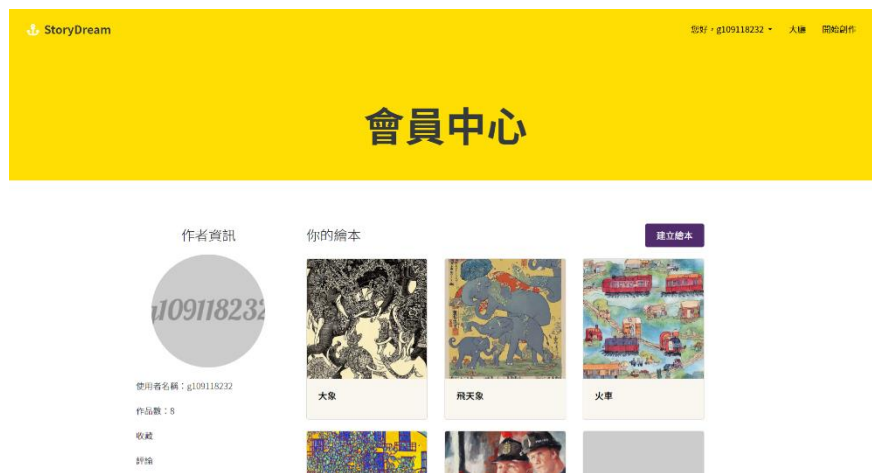 StoryDream
您好，g109118232
大廳
開始創作
會員中心
作者資訊
g109118232
使用者名稱：g109118232
作品數：8
收藏
評論
你的繪本
建立繪本
大象
飛天象
火車